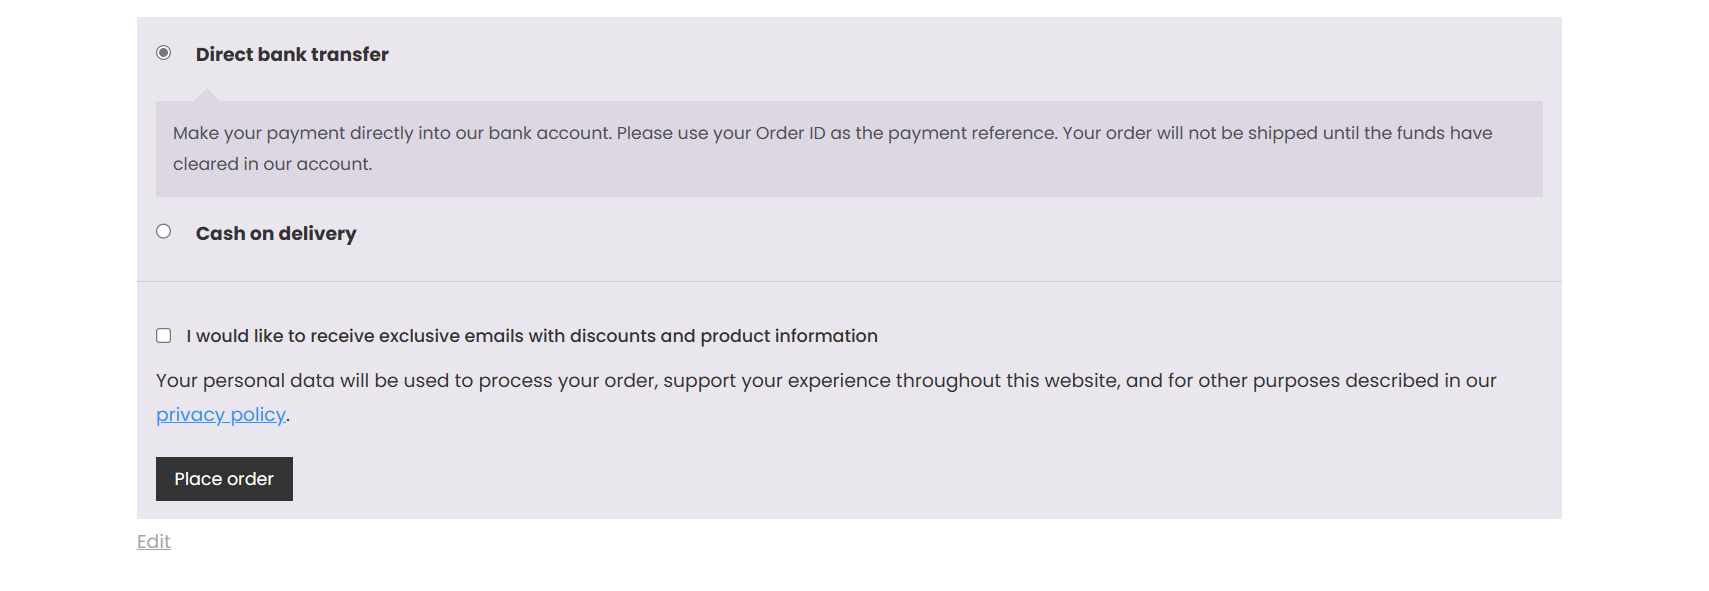 Direct bank transfer
Make your payment directly into our bank account. Please use your Order ID as the payment reference. Your order will not be shipped until the funds have
cleared in our account.
Cash on delivery
I would like to receive exclusive emails with discounts and product information
Your personal data will be used to process your order, support your experience throughout this website, and for other purposes described in our
privacy policy.
Place order
Edit